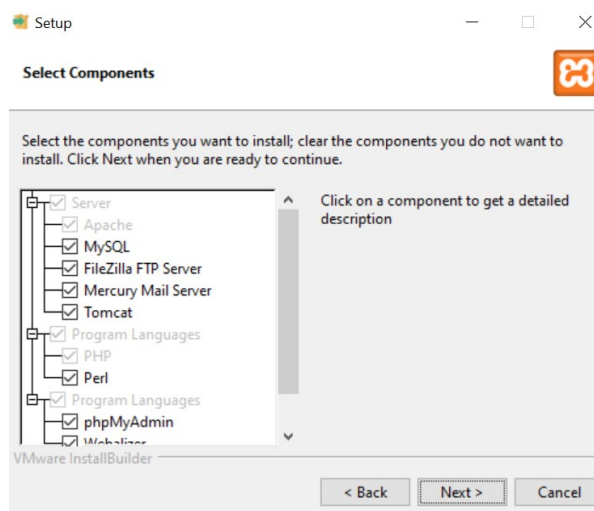 Setup
Select Components
Select the components you want to install; clear the components you do not want to
install. Click Next when you are ready to continue.
Server
Apache
MySQL
FileZilla FTP Server
Mercury Mail Server
Tomcat
Program Languages
PHP
Perl
Program Languages
phpMyAdmin
Webalizer
Click on a component to get a detailed
description
VMware InstallBuilder
< Back
Next >
Cancel